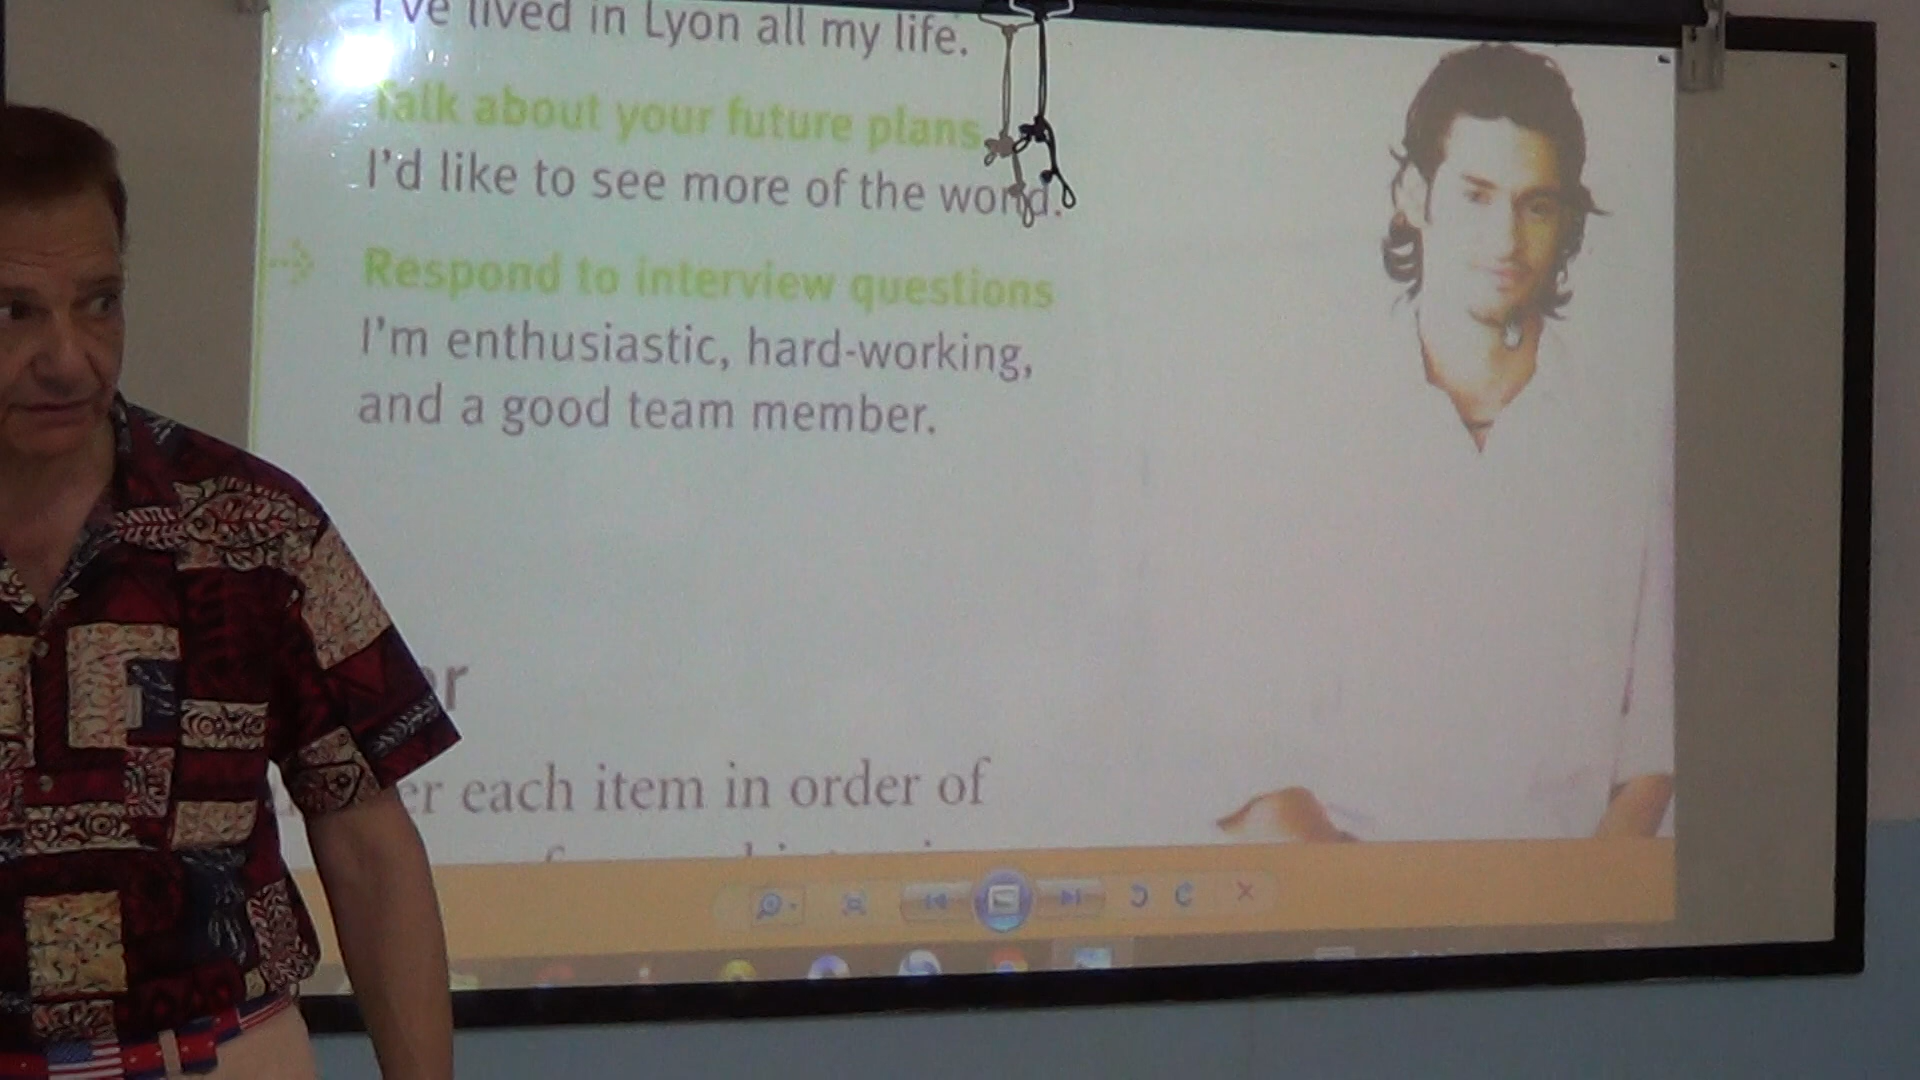 I've lived in Lyon all my life.
Talk about your future plans
I'd like to see more of the world.
Respond to interview questions
I'm enthusiastic, hard-working,
and a good team member.
each item in order of